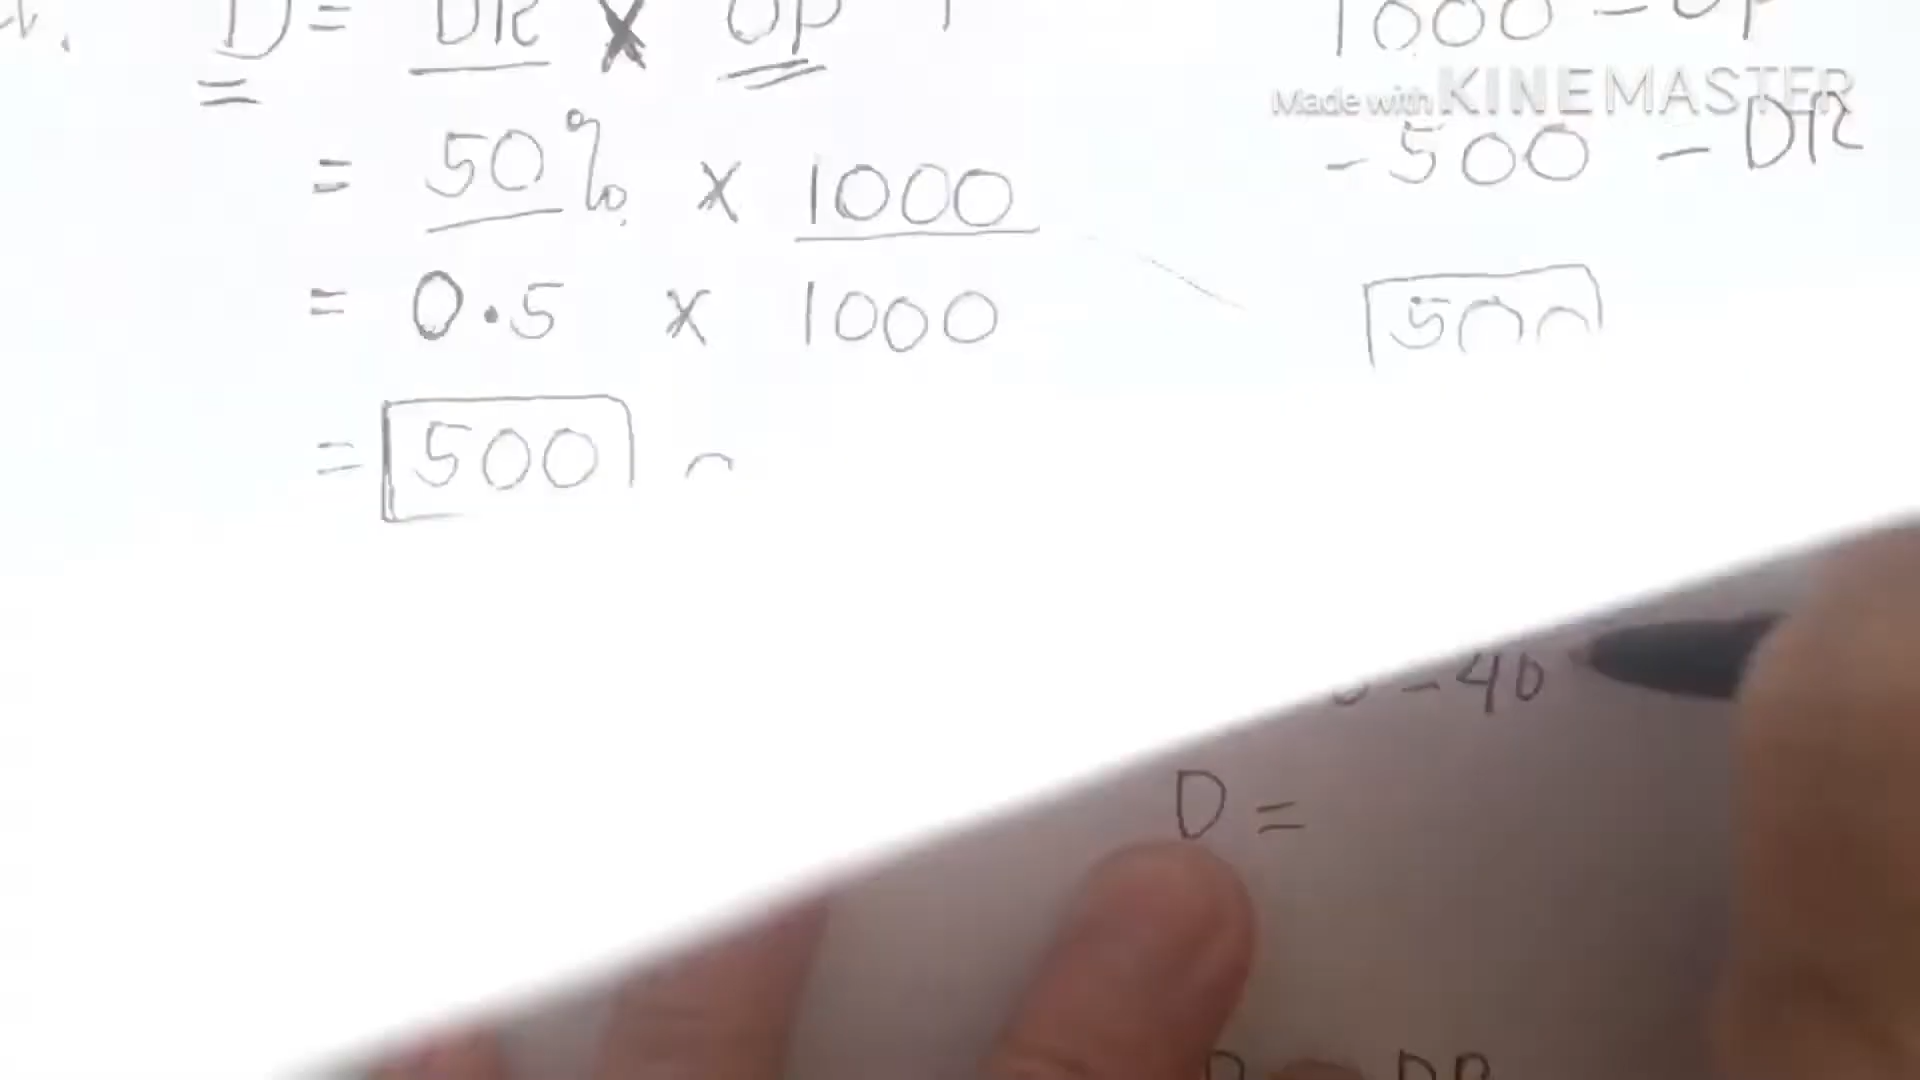 D = DR X OP
= 50% X 1000
= 0.5 X 1000
= 500
1000 - OP
Made with KINEMASTER
- 500 - DR
500
- 40
D =